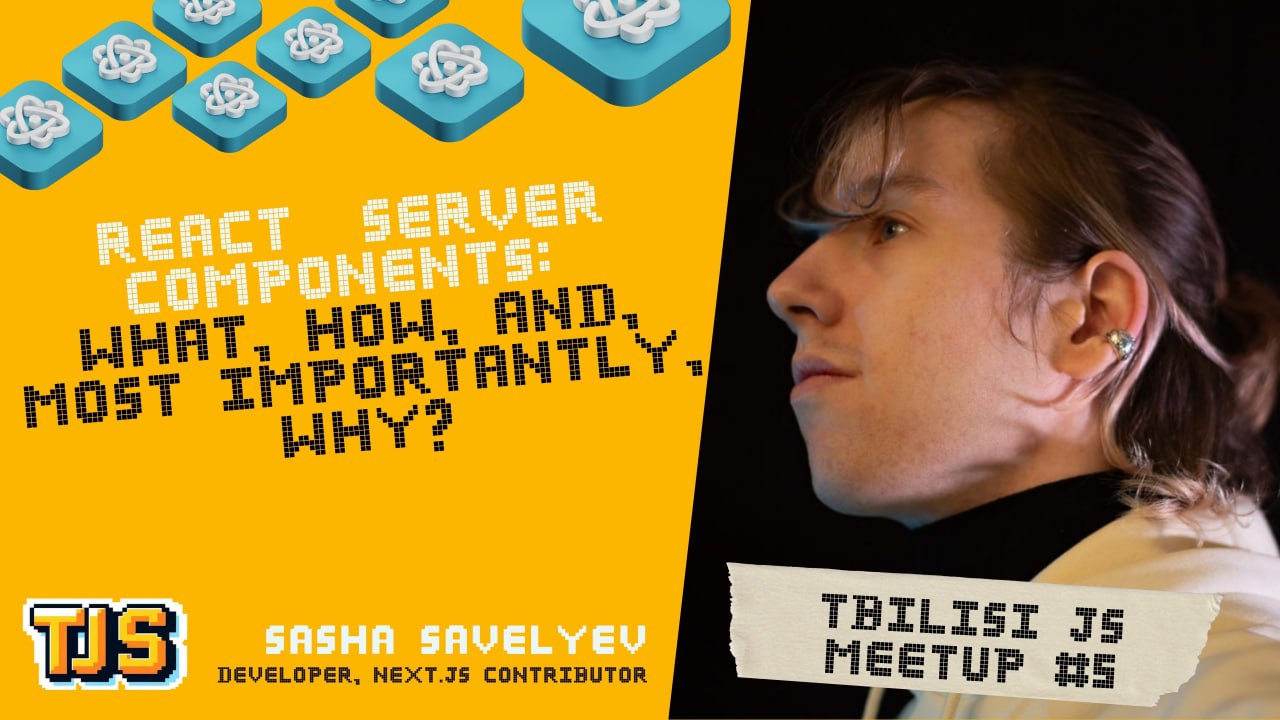 REACT SERVER
COMPONENTS:
WHAT, HOW, AND,
MOST IMPORTANTLY,
WHY?
TJS
SASHA SAVELYEV
DEVELOPER, NEXT.JS CONTRIBUTOR
TBILISI JS
MEETUP #5